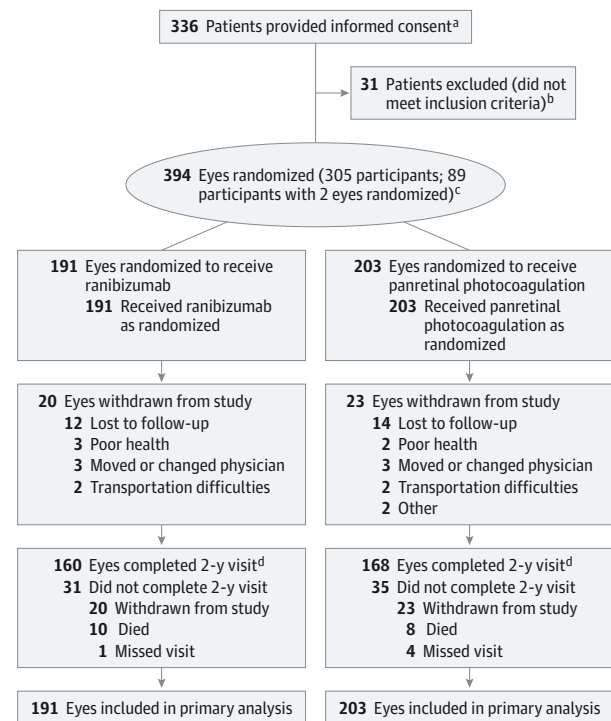 336 Patients provided informed consentᵃ
31 Patients excluded (did not
meet inclusion criteria)ᵇ
394 Eyes randomized (305 participants; 89
participants with 2 eyes randomized)ᶜ
191 Eyes randomized to receive
ranibizumab
191 Received ranibizumab
as randomized
203 Eyes randomized to receive
panretinal photocoagulation
203 Received panretinal
photocoagulation as
randomized
20 Eyes withdrawn from study
12 Lost to follow-up
3 Poor health
3 Moved or changed physician
2 Transportation difficulties
23 Eyes withdrawn from study
14 Lost to follow-up
2 Poor health
3 Moved or changed physician
2 Transportation difficulties
2 Other
160 Eyes completed 2-y visitᵈ
31 Did not complete 2-y visit
20 Withdrawn from study
10 Died
1 Missed visit
168 Eyes completed 2-y visitᵈ
35 Did not complete 2-y visit
23 Withdrawn from study
8 Died
4 Missed visit
191 Eyes included in primary analysis
203 Eyes included in primary analysis